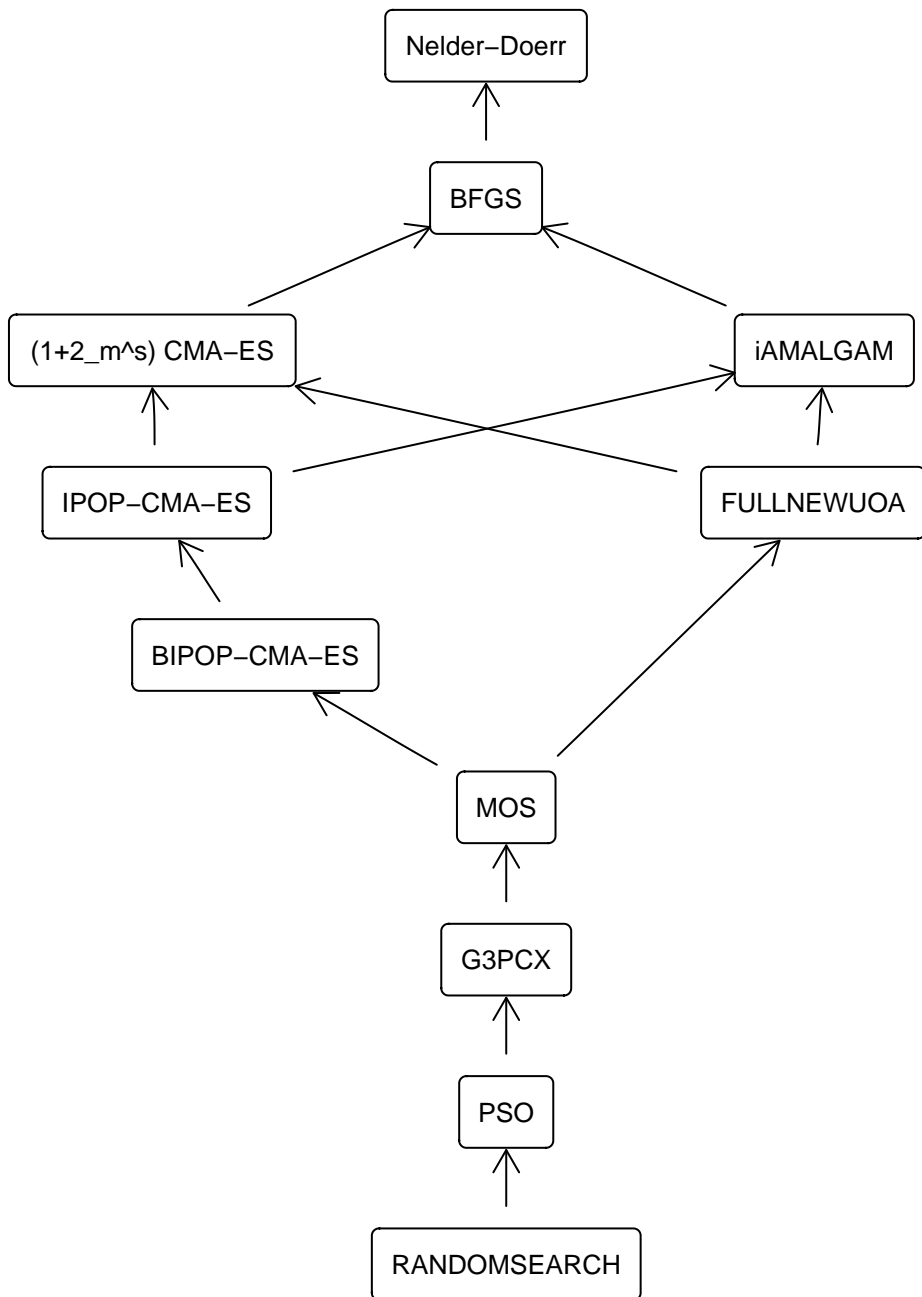 Nelder−Doerr
BFGS
(1+2_m^s) CMA−ES
iAMALGAM
IPOP−CMA−ES
FULLNEWUOA
BIPOP−CMA−ES
MOS
G3PCX
PSO
RANDOMSEARCH